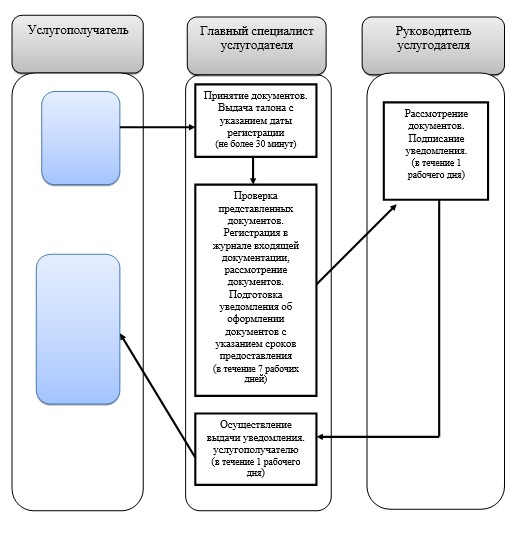 Услугополучатель
Главный специалист
услугодателя
Руководитель
услугодателя
Принятие документов.
Выдача талона с
указанием даты
регистрации
(не более 30 минут)
Проверка
представленных
документов.
Регистрация в
журнале входящей
документации,
рассмотрение
документов.
Подготовка
уведомления об
оформлении
документов с
указанием сроков
предоставления
(в течение 7 рабочих
дней)
Рассмотрение
документов.
Подписание
уведомления.
(в течение 1
рабочего дня)
Осуществление
выдачи уведомления.
услугополучателю
(в течение 1 рабочего
дня)